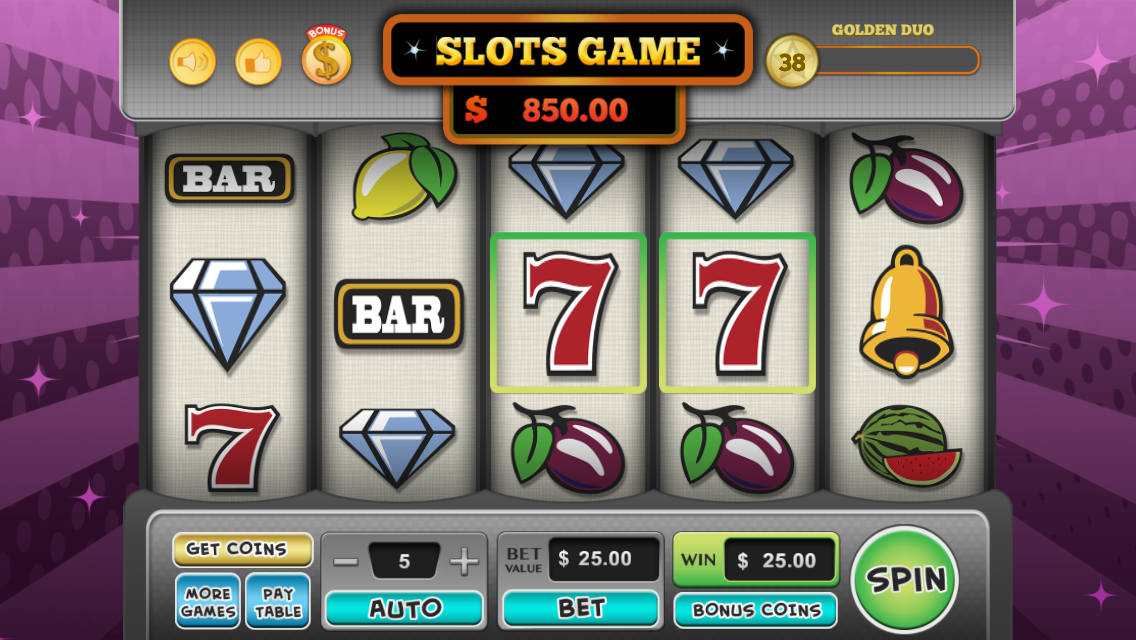 BONUS
$
SLOTS GAME
$ 850.00
GOLDEN DUO
38
BAR
7
7
BAR
7
GET COINS
MORE
GAMES
PAY
TABLE
5
AUTO
BET
VALUE
$ 25.00
BET
WIN
$ 25.00
BONUS COINS
SPIN